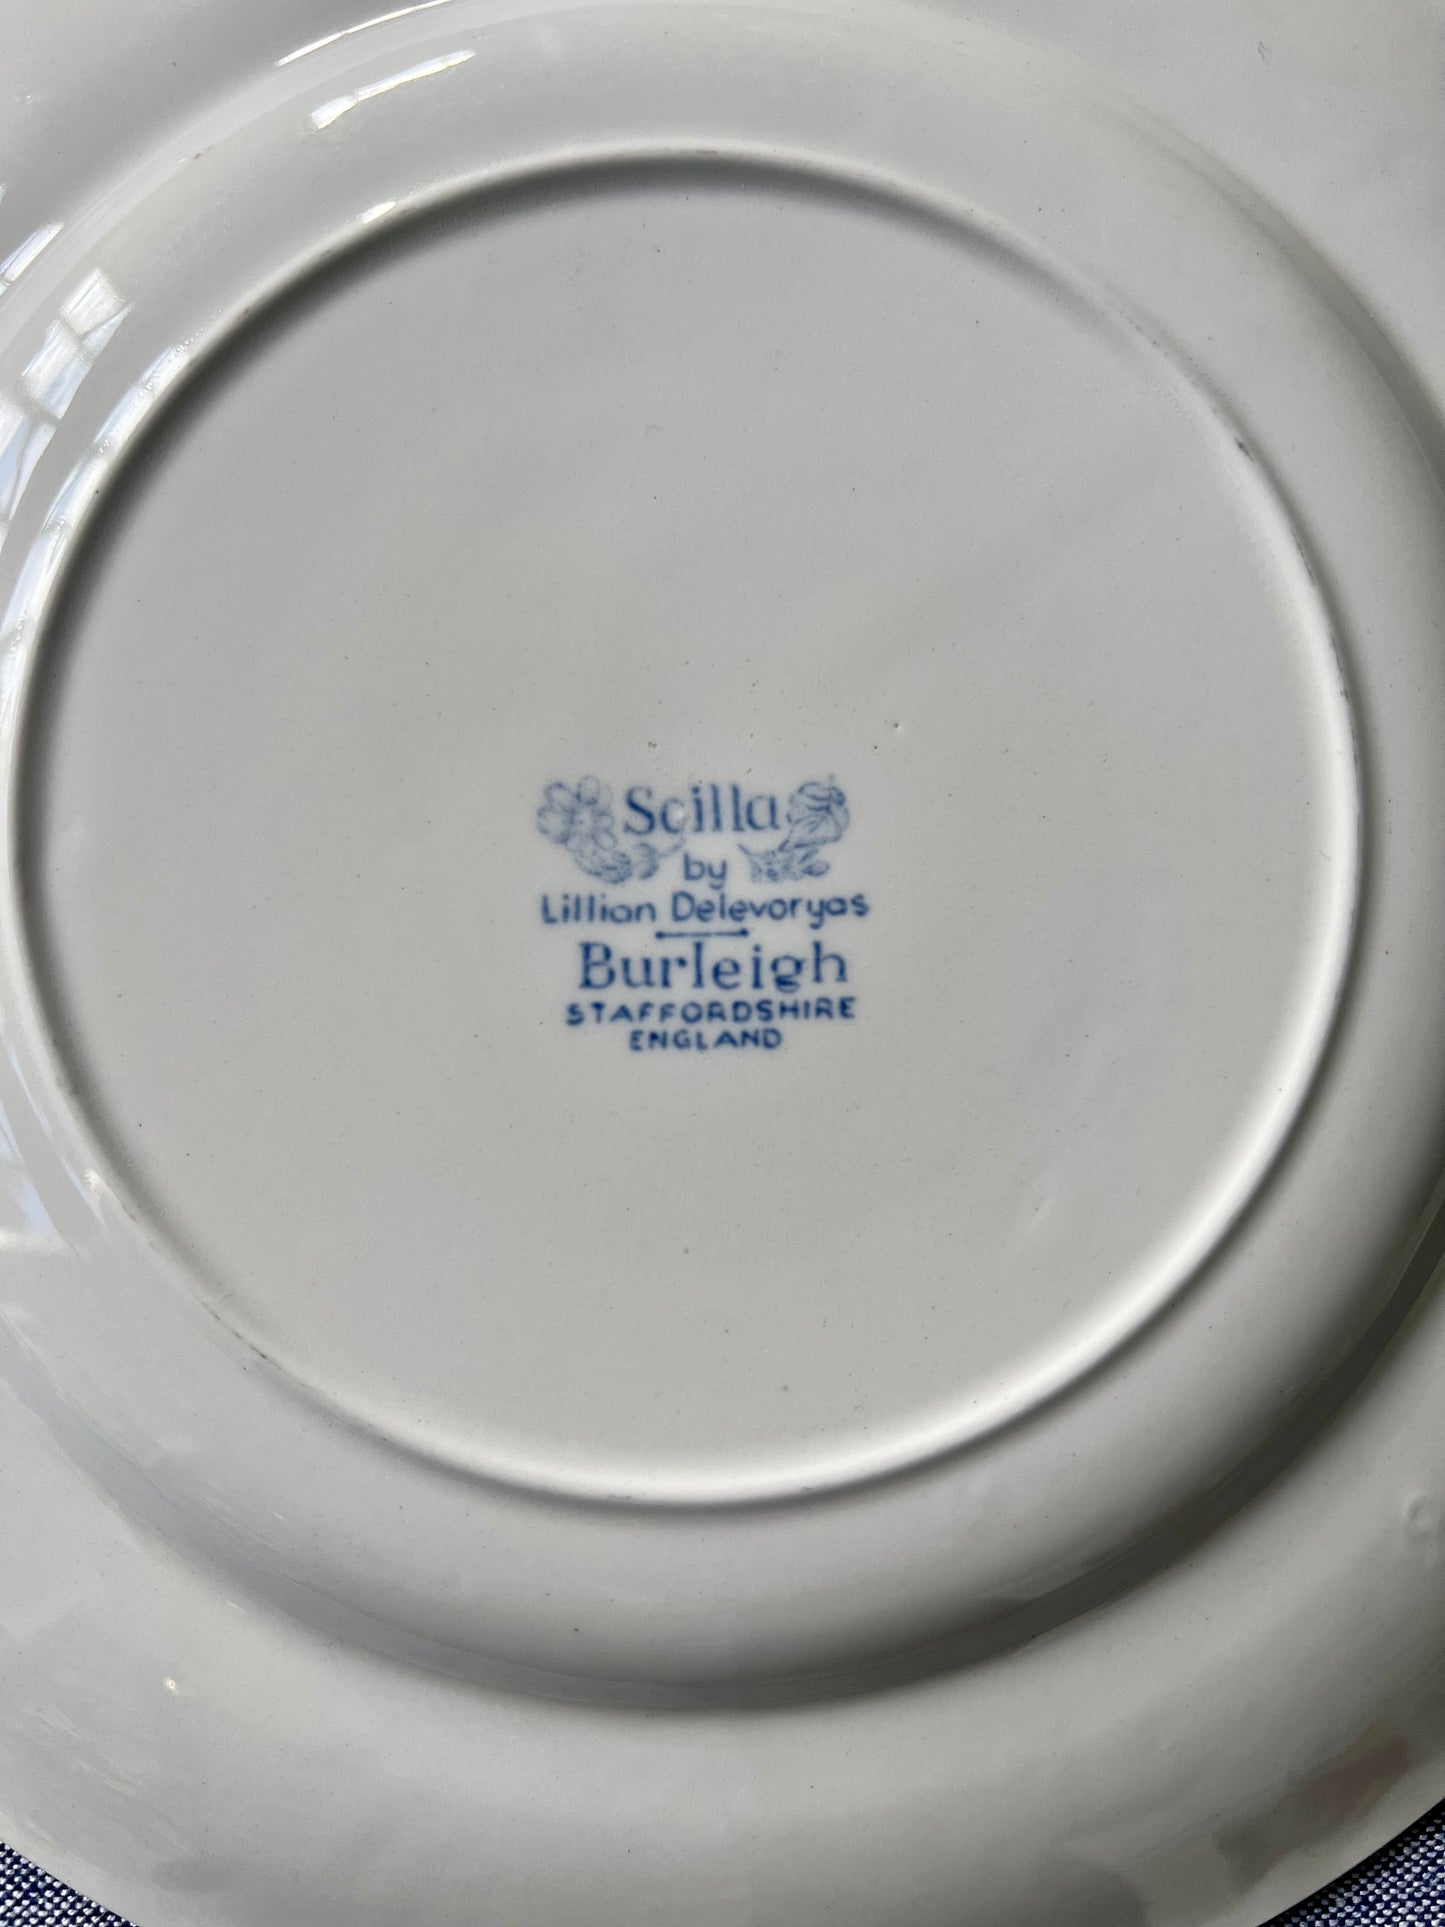 Scilla
by
Lillian Delevoryas
Burleigh
STAFFORDSHIRE
ENGLAND